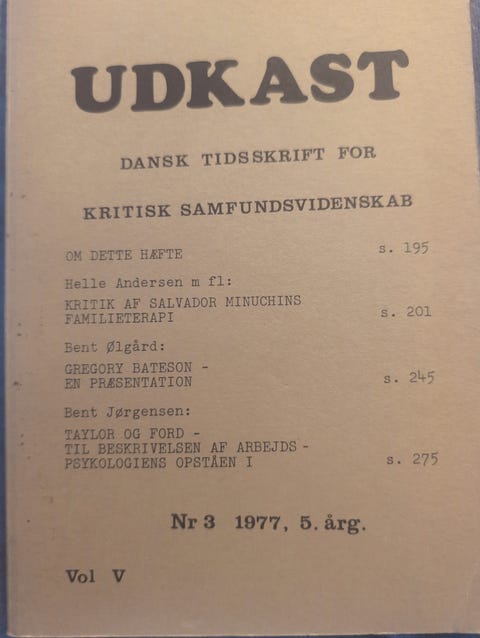 UDKAST
DANSK TIDSSKRIFT FOR
KRITISK SAMFUNDSVIDENSKAB
OM DETTE HÆFTE s. 195
Helle Andersen m fl:
KRITIK AF SALVADOR MINUCHINS
FAMILIETERAPI s. 201
Bent Ølgård:
GREGORY BATESON -
EN PRÆSENTATION s. 245
Bent Jørgensen:
TAYLOR OG FORD -
TIL BESKRIVELSEN AF ARBEJDS-
PSYKOLOGIENS OPSTÅEN I s. 275
Nr 3 1977, 5. årg.
Vol V